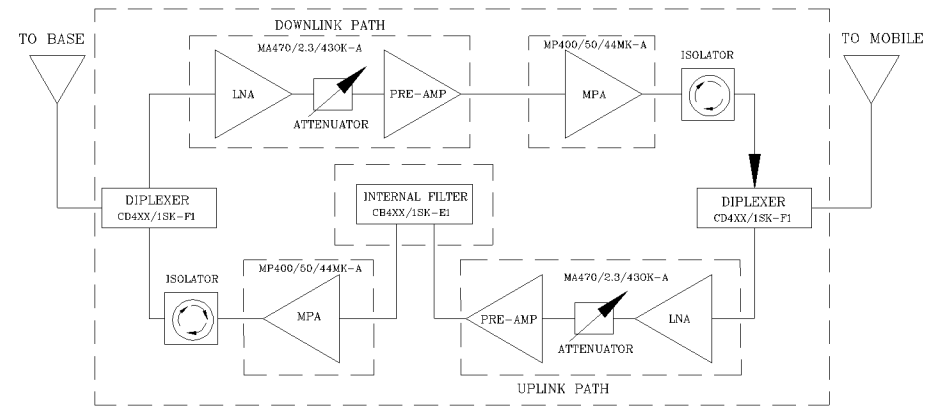 DOWNLINK PATH
TO BASE
TO MOBILE
MA470/2.3/430K-A
MP400/50/44MK-A
ISOLATOR
LNA
PRE-AMP
MPA
ATTENUATOR
DIPLEXER
CD4XX/1SK-F1
INTERNAL FILTER
CB4XX/1SK-E1
DIPLEXER
CD4XX/1SK-F1
ISOLATOR
MP400/50/44MK-A
MA470/2.3/430K-A
MPA
PRE-AMP
LNA
ATTENUATOR
UPLINK PATH